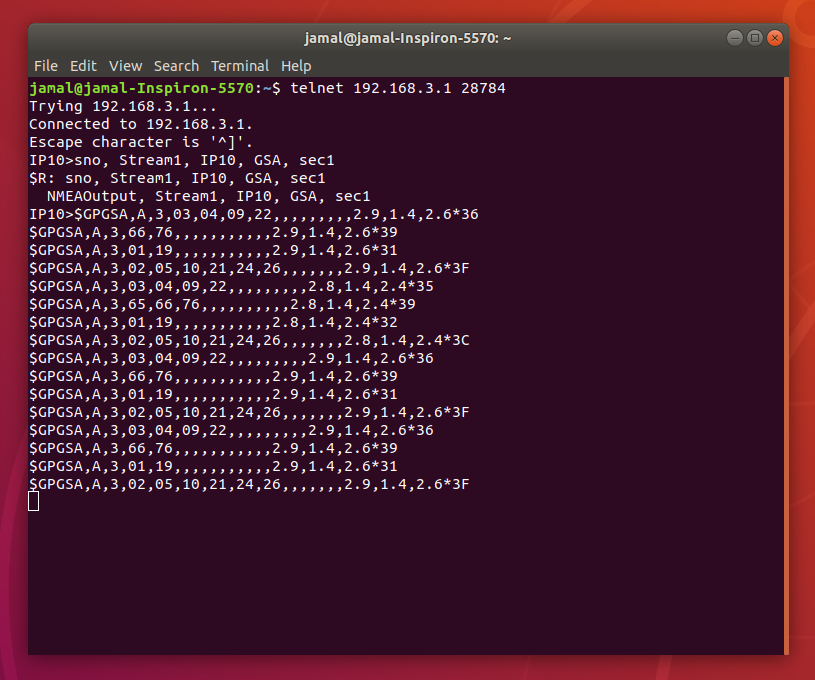 jamal@jamal-Inspiron-5570: ~
File Edit View Search Terminal Help
jamal@jamal-Inspiron-5570:~$ telnet 192.168.3.1 28784
Trying 192.168.3.1...
Connected to 192.168.3.1.
Escape character is '^]'.
IP10>sno, Stream1, IP10, GSA, sec1
$R: sno, Stream1, IP10, GSA, sec1
  NMEAOutput, Stream1, IP10, GSA, sec1
IP10>$GPGSA,A,3,03,04,09,22,,,,,,,,,2.9,1.4,2.6*36
$GPGSA,A,3,66,76,,,,,,,,,,,2.9,1.4,2.6*39
$GPGSA,A,3,01,19,,,,,,,,,,,2.9,1.4,2.6*31
$GPGSA,A,3,02,05,10,21,24,26,,,,,,,2.9,1.4,2.6*3F
$GPGSA,A,3,03,04,09,22,,,,,,,,,2.8,1.4,2.4*35
$GPGSA,A,3,65,66,76,,,,,,,,,,2.8,1.4,2.4*39
$GPGSA,A,3,01,19,,,,,,,,,,,2.8,1.4,2.4*32
$GPGSA,A,3,02,05,10,21,24,26,,,,,,,2.8,1.4,2.4*3C
$GPGSA,A,3,03,04,09,22,,,,,,,,,2.9,1.4,2.6*36
$GPGSA,A,3,66,76,,,,,,,,,,,2.9,1.4,2.6*39
$GPGSA,A,3,01,19,,,,,,,,,,,2.9,1.4,2.6*31
$GPGSA,A,3,02,05,10,21,24,26,,,,,,,2.9,1.4,2.6*3F
$GPGSA,A,3,03,04,09,22,,,,,,,,,2.9,1.4,2.6*36
$GPGSA,A,3,66,76,,,,,,,,,,,2.9,1.4,2.6*39
$GPGSA,A,3,01,19,,,,,,,,,,,2.9,1.4,2.6*31
$GPGSA,A,3,02,05,10,21,24,26,,,,,,,2.9,1.4,2.6*3F